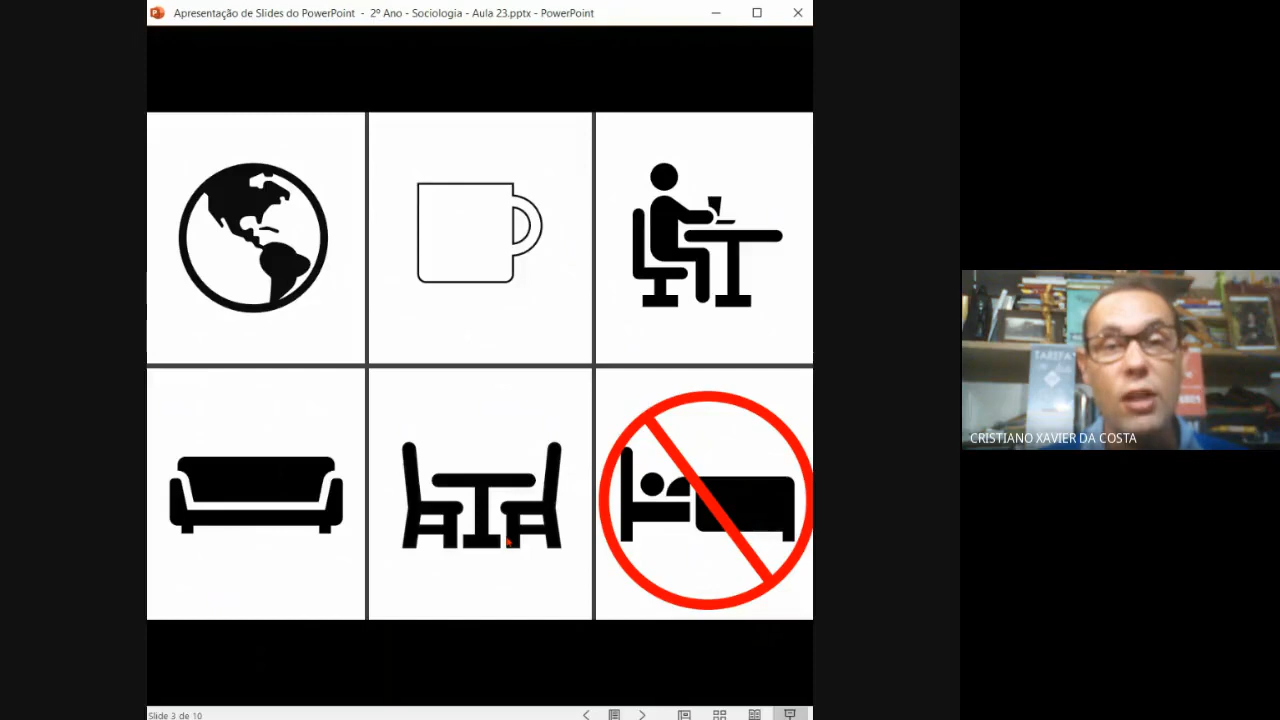 Apresentação de Slides do PowerPoint - 2º Ano - Sociologia - Aula 23.pptx - PowerPoint
TAREFA
CRISTIANO XAVIER DA COSTA
Slide 3 de 10